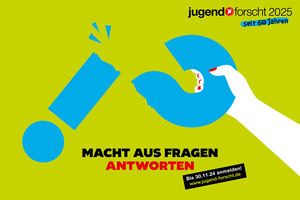 jugend forscht 2025
seit 60 Jahren
MACHT AUS FRAGEN
ANTWORTEN
Bis 30.11.24 anmelden!
www.jugend-forscht.de